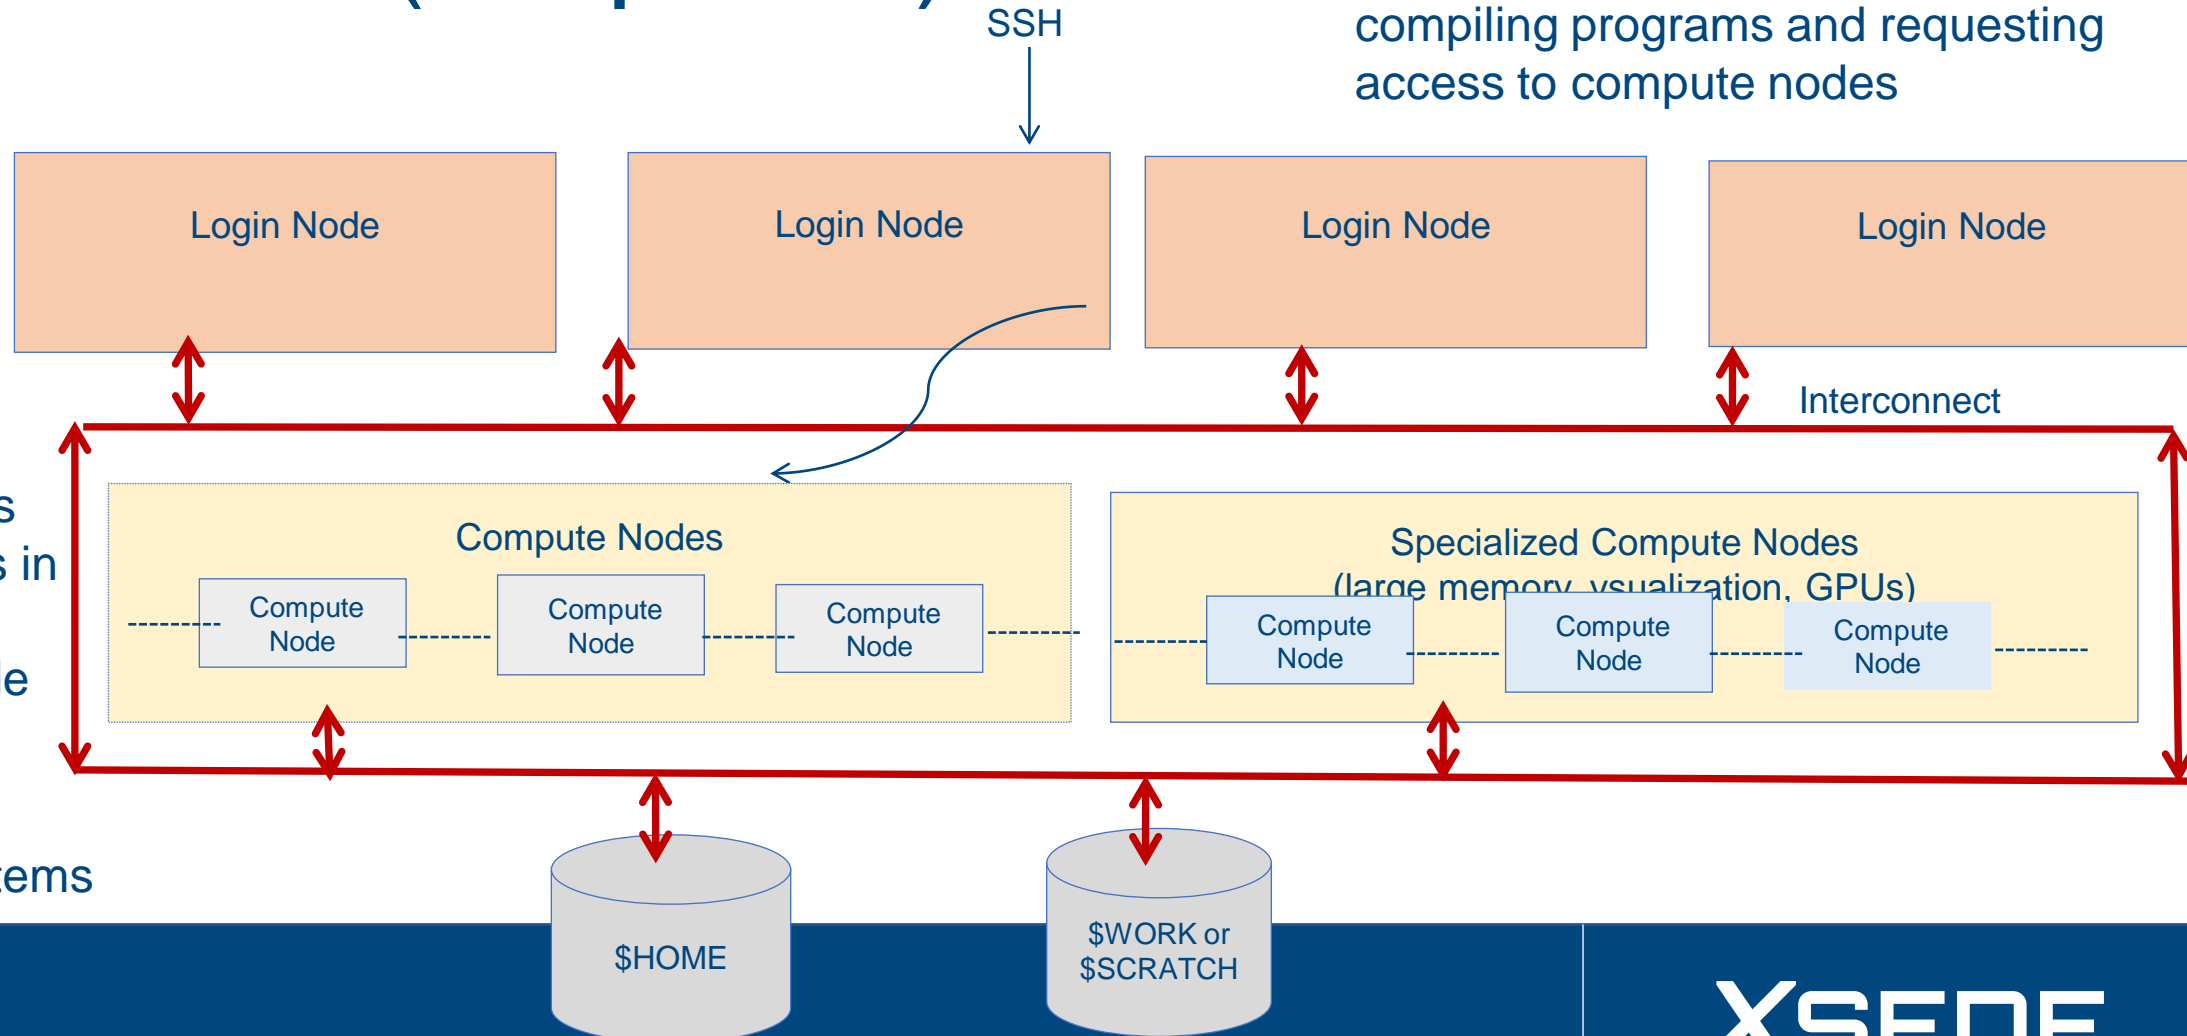 SSH
compiling programs and requesting
access to compute nodes
Login Node
Login Node
Login Node
Login Node
Interconnect
s in
Compute Nodes
Specialized Compute Nodes
(large memory, vsualization, GPUs)
Compute
Node
Compute
Node
Compute
Node
Compute
Node
Compute
Node
Compute
Node
$HOME
$WORK or
$SCRATCH
XSEDE